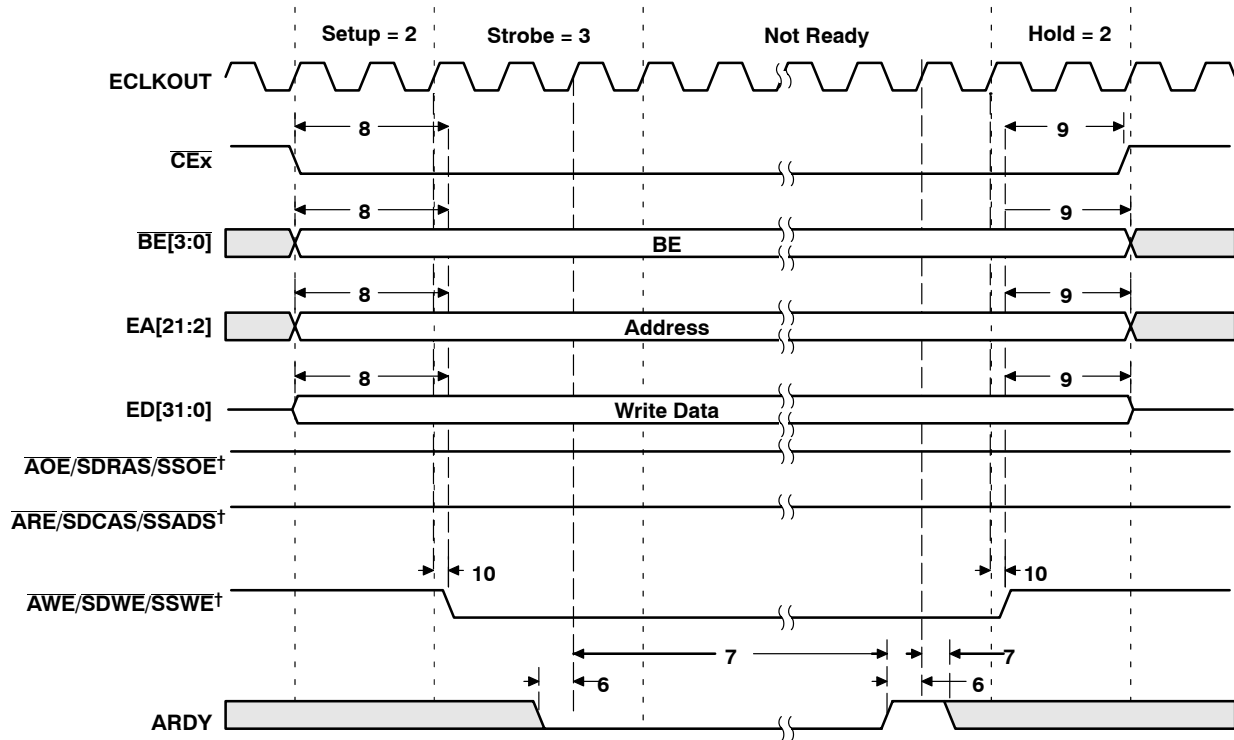 Setup = 2 Strobe = 3 Not Ready Hold = 2
ECLKOUT
8 9
CEx
8 9
BE[3:0] BE
8 9
EA[21:2] Address
8 9
ED[31:0] Write Data
AOE/SDRAS/SSOE†
ARE/SDCAS/SSADS†
10 10
AWE/SDWE/SSWE†
7 7
6 6
ARDY